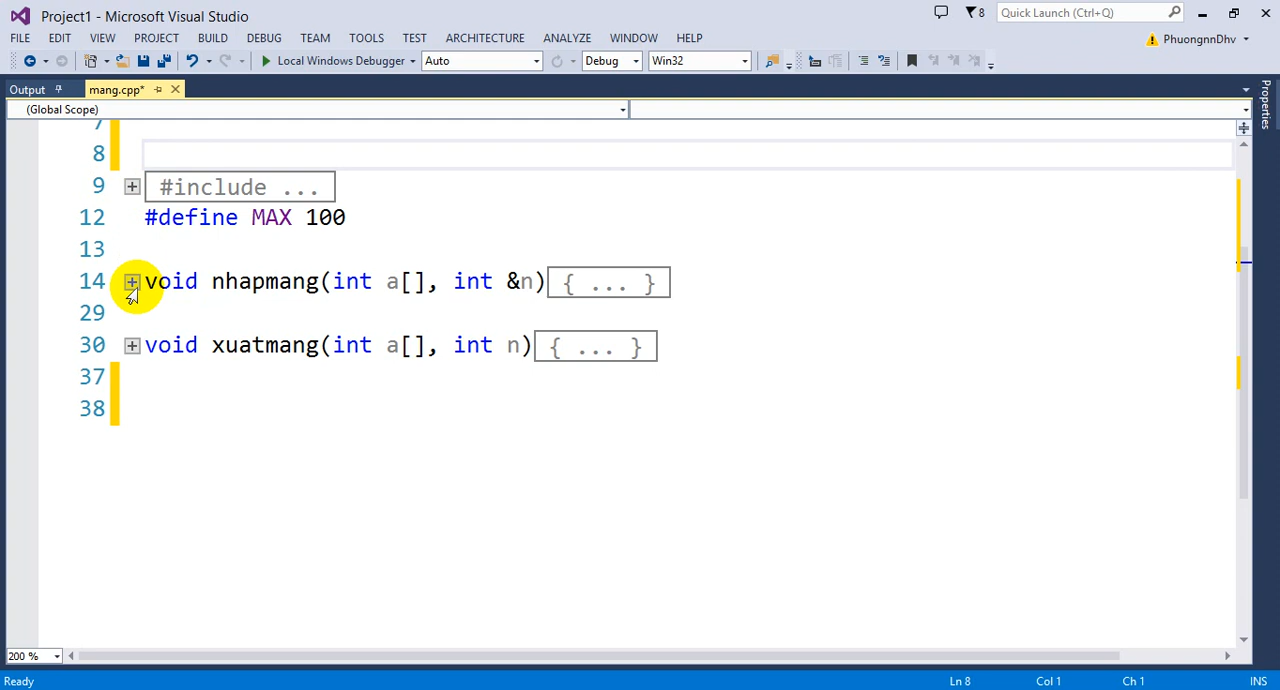 Project1 - Microsoft Visual Studio
8
Quick Launch (Ctrl+Q)
FILE EDIT VIEW PROJECT BUILD DEBUG TEAM TOOLS TEST ARCHITECTURE ANALYZE WINDOW HELP
PhuongnnDhv
Local Windows Debugger Auto Debug Win32
Output mang.cpp*
Properties
(Global Scope)
7
8
9 #include ...
12 #define MAX 100
13
14 void nhapmang(int a[], int &n){ ... }
29
30 void xuatmang(int a[], int n){ ... }
37
38
200 %
Ready Ln 8 Col 1 Ch 1 INS